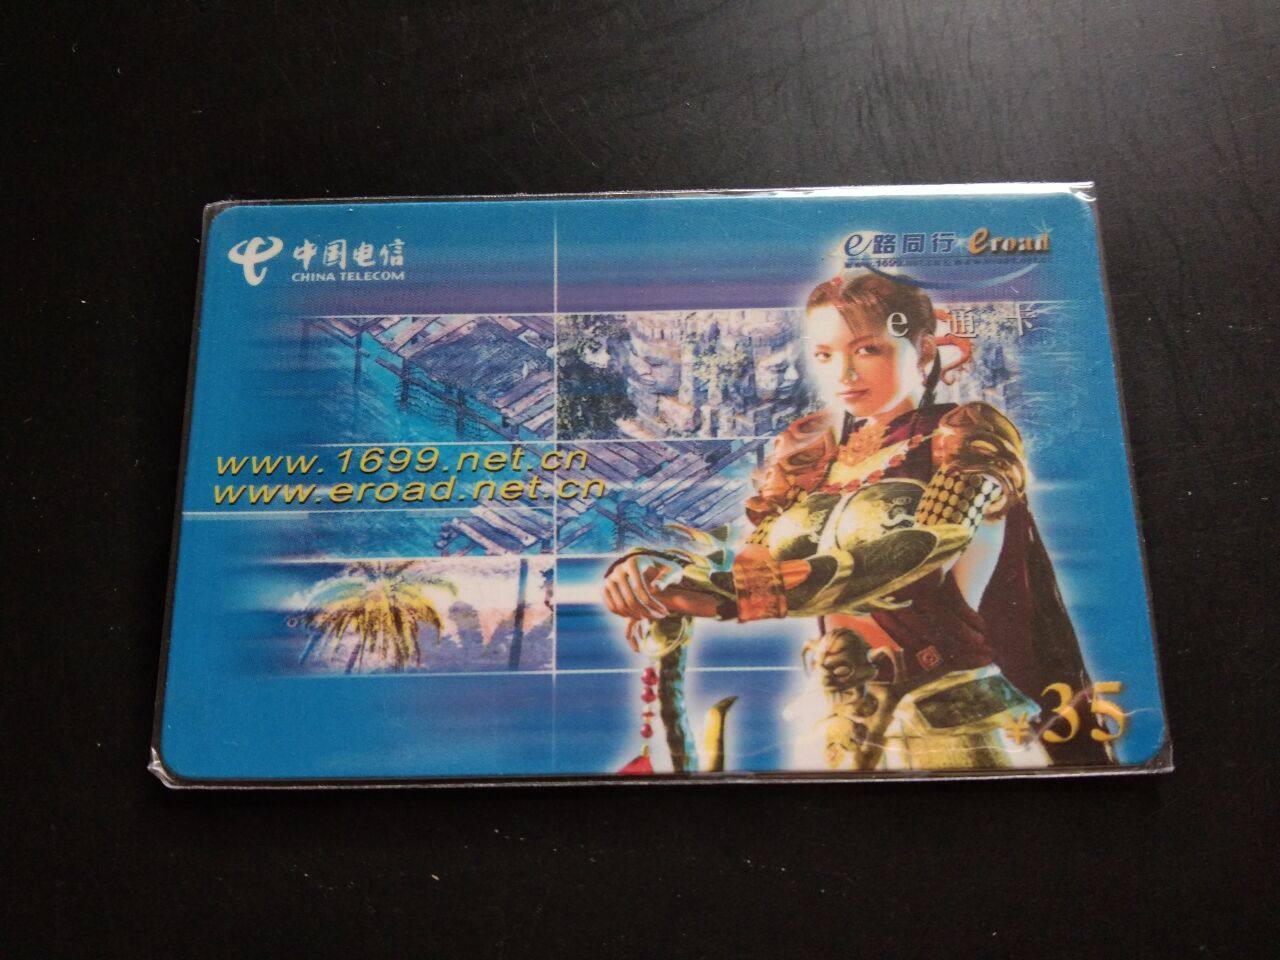 中国电信
CHINA TELECOM
e路同行 eroad
e通卡
www.1699.net.cn
www.eroad.net.cn
¥35